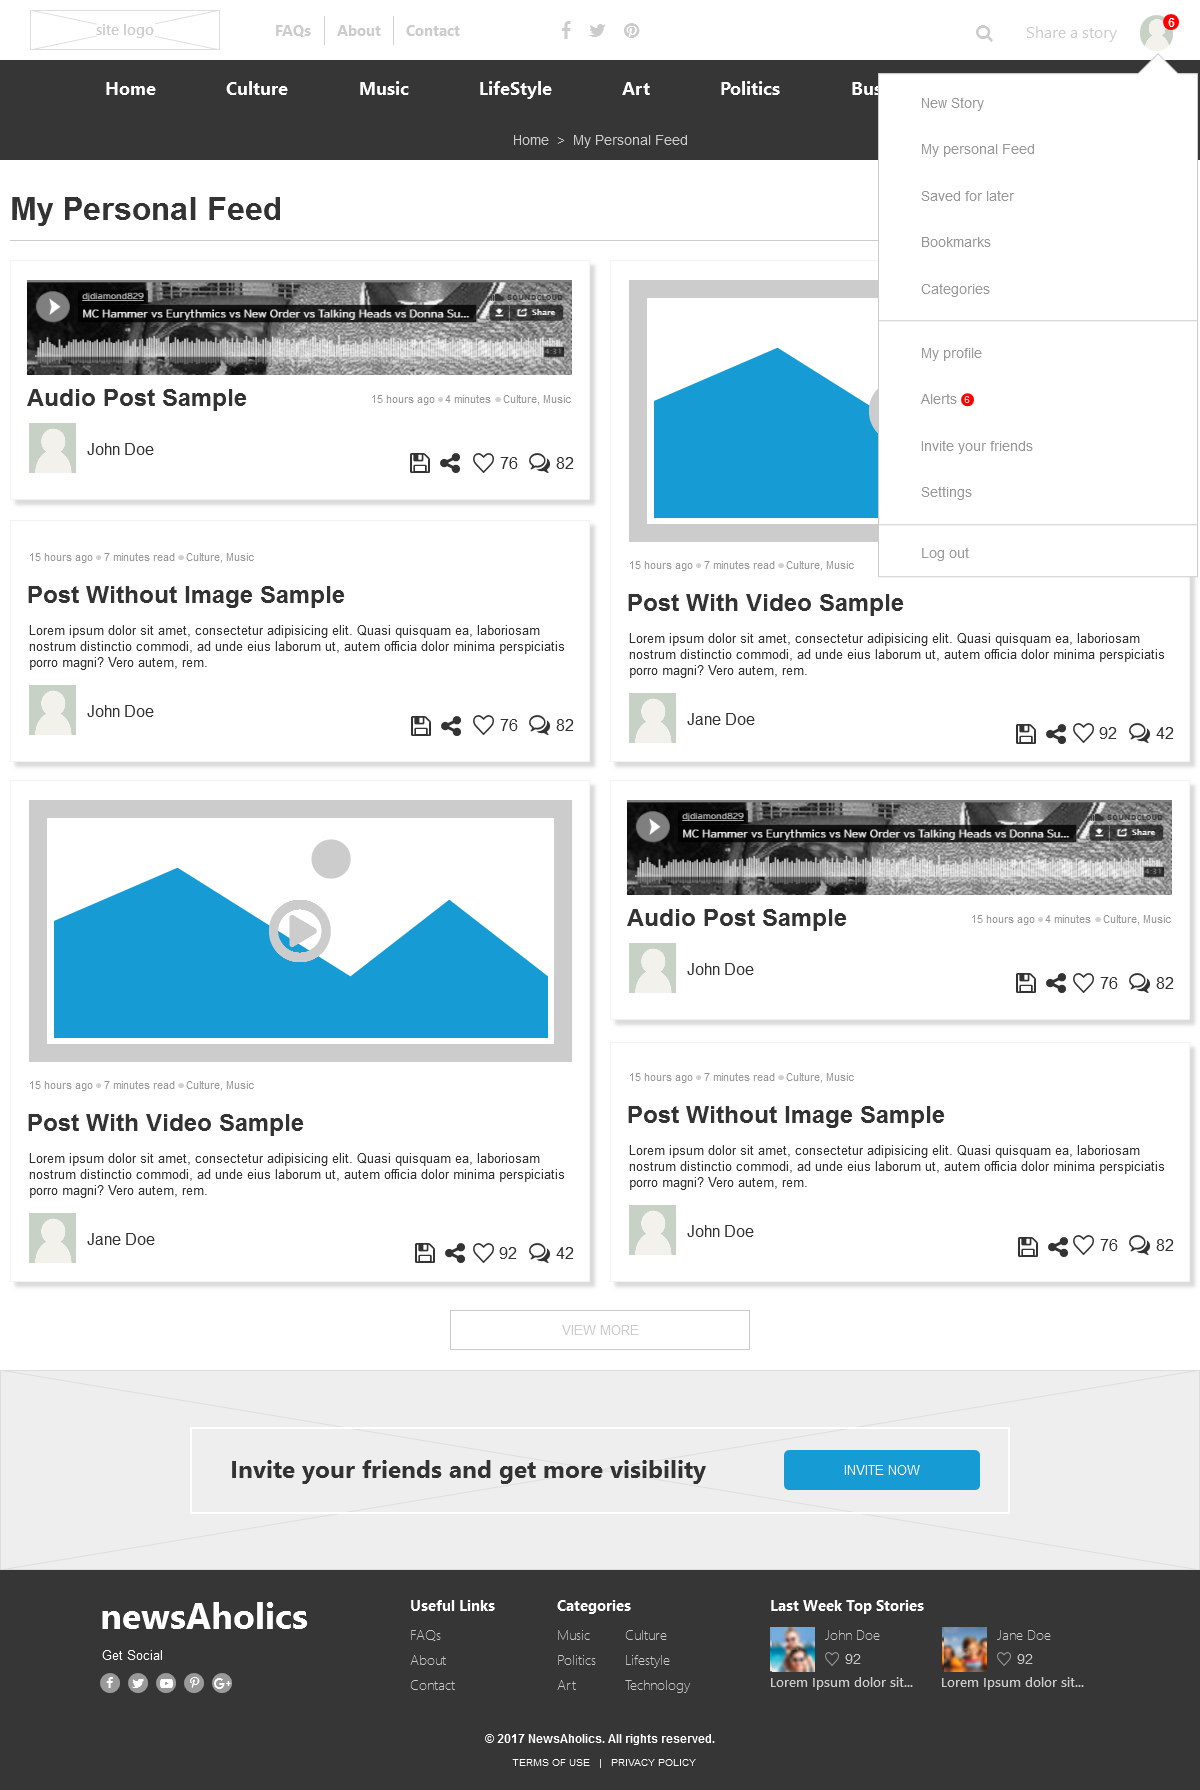 site logo
FAQs
About
Contact
Share a story
6
Home
Culture
Music
LifeStyle
Art
Politics
Bus
Home > My Personal Feed
New Story
My personal Feed
Saved for later
Bookmarks
Categories
My profile
Alerts 6
Invite your friends
Settings
Log out
My Personal Feed
djdiamond829
SOUNDCLOUD
MC Hammer vs Eurythmics vs New Order vs Talking Heads vs Donna Su...
Share
4:31
Audio Post Sample
15 hours ago 4 minutes Culture, Music
John Doe
76 82
15 hours ago 7 minutes read Culture, Music
Post Without Image Sample
Lorem ipsum dolor sit amet, consectetur adipisicing elit. Quasi quisquam ea, laboriosam
nostrum distinctio commodi, ad unde eius laborum ut, autem officia dolor minima perspiciatis
porro magni? Vero autem, rem.
John Doe
76 82
15 hours ago 7 minutes read Culture, Music
Post With Video Sample
Lorem ipsum dolor sit amet, consectetur adipisicing elit. Quasi quisquam ea, laboriosam
nostrum distinctio commodi, ad unde eius laborum ut, autem officia dolor minima perspiciatis
porro magni? Vero autem, rem.
Jane Doe
92 42
15 hours ago 7 minutes read Culture, Music
Post With Video Sample
Lorem ipsum dolor sit amet, consectetur adipisicing elit. Quasi quisquam ea, laboriosam
nostrum distinctio commodi, ad unde eius laborum ut, autem officia dolor minima perspiciatis
porro magni? Vero autem, rem.
Jane Doe
92 42
djdiamond829
SOUNDCLOUD
MC Hammer vs Eurythmics vs New Order vs Talking Heads vs Donna Su...
Share
4:31
Audio Post Sample
15 hours ago 4 minutes Culture, Music
John Doe
76 82
15 hours ago 7 minutes read Culture, Music
Post Without Image Sample
Lorem ipsum dolor sit amet, consectetur adipisicing elit. Quasi quisquam ea, laboriosam
nostrum distinctio commodi, ad unde eius laborum ut, autem officia dolor minima perspiciatis
porro magni? Vero autem, rem.
John Doe
76 82
VIEW MORE
Invite your friends and get more visibility
INVITE NOW
newsAholics
Get Social
Useful Links
FAQs
About
Contact
Categories
Music Culture
Politics Lifestyle
Art Technology
Last Week Top Stories
John Doe
92
Lorem Ipsum dolor sit...
Jane Doe
92
Lorem Ipsum dolor sit...
© 2017 NewsAholics. All rights reserved.
TERMS OF USE | PRIVACY POLICY